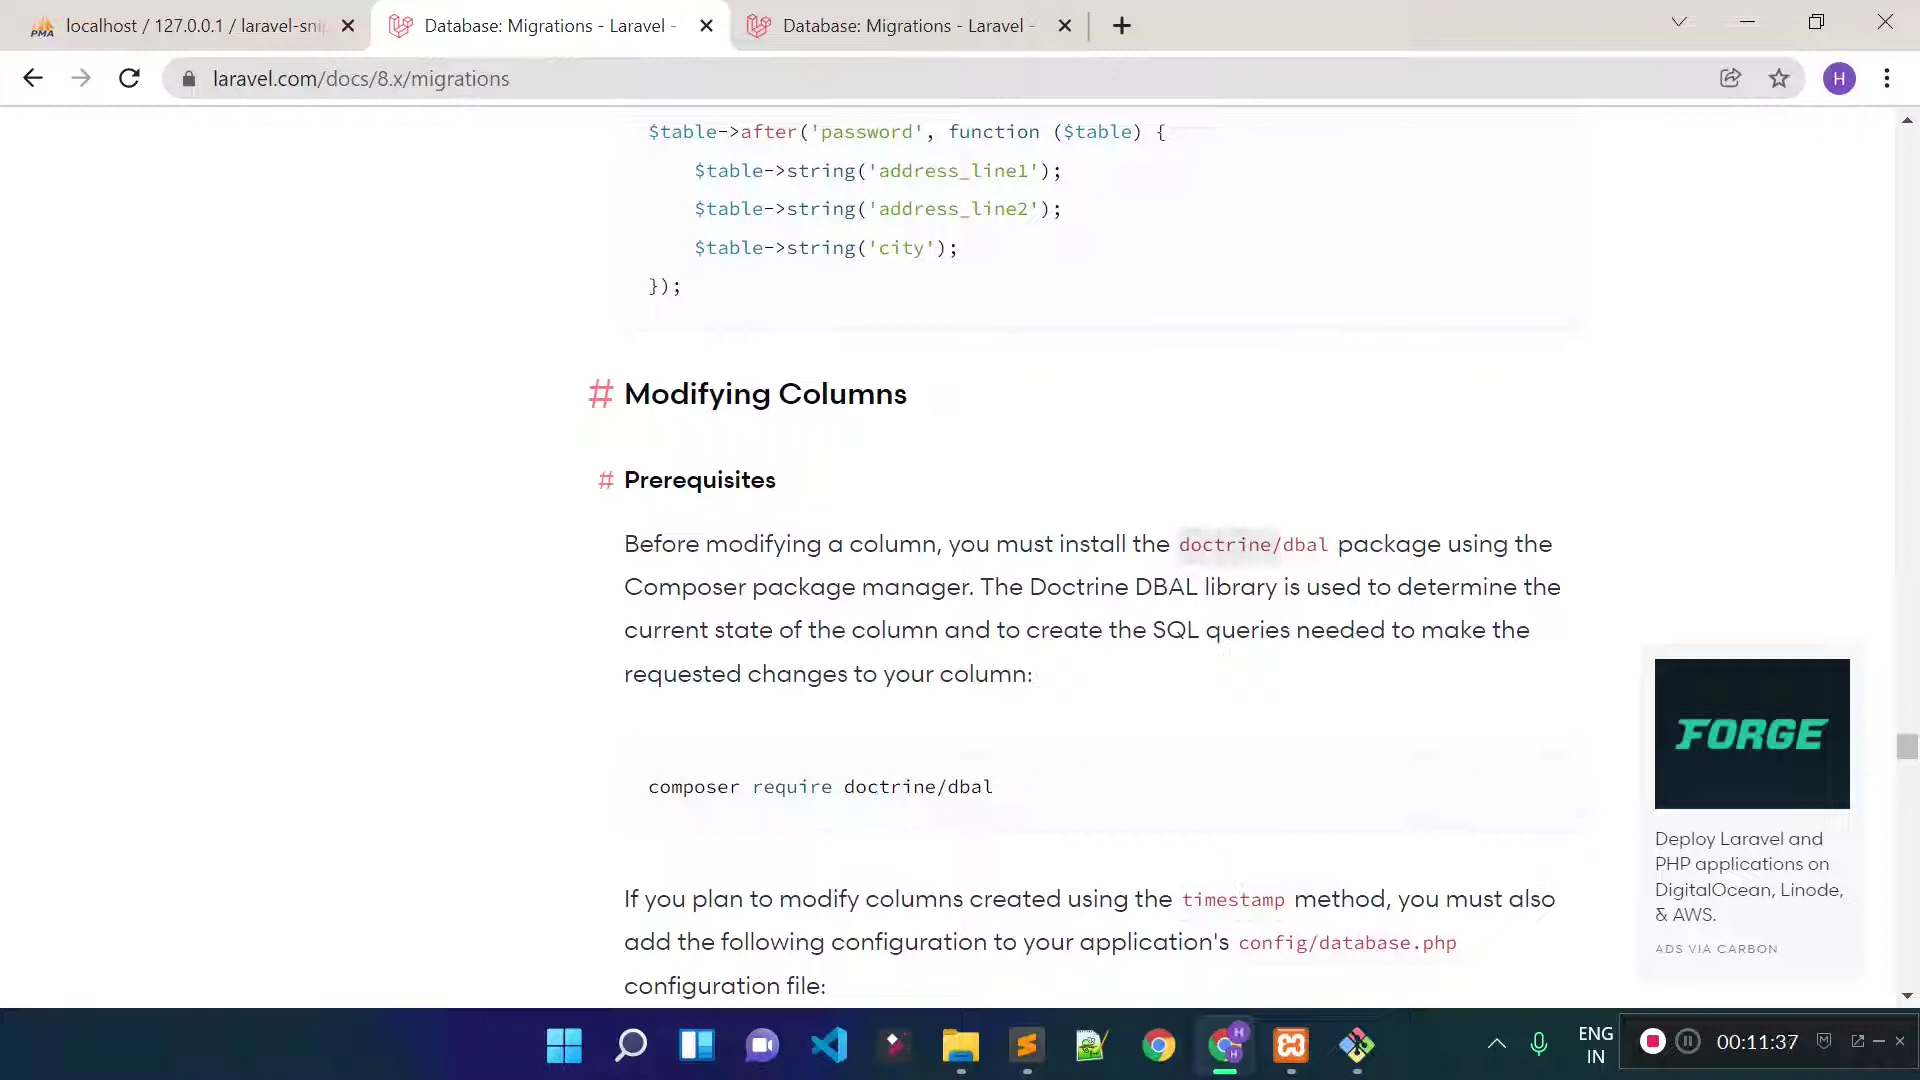 localhost / 127.0.0.1 / laravel-snip
Database: Migrations - Laravel -
Database: Migrations - Laravel -
laravel.com/docs/8.x/migrations
H
$table->after('password', function ($table) {
$table->string('address_line1');
$table->string('address_line2');
$table->string('city');
});
# Modifying Columns
# Prerequisites
Before modifying a column, you must install the doctrine/dbal package using the
Composer package manager. The Doctrine DBAL library is used to determine the
current state of the column and to create the SQL queries needed to make the
requested changes to your column:
composer require doctrine/dbal
If you plan to modify columns created using the timestamp method, you must also
add the following configuration to your application's config/database.php
configuration file:
FORGE
Deploy Laravel and
PHP applications on
DigitalOcean, Linode,
& AWS.
ADS VIA CARBON
ENG
IN
00:11:37